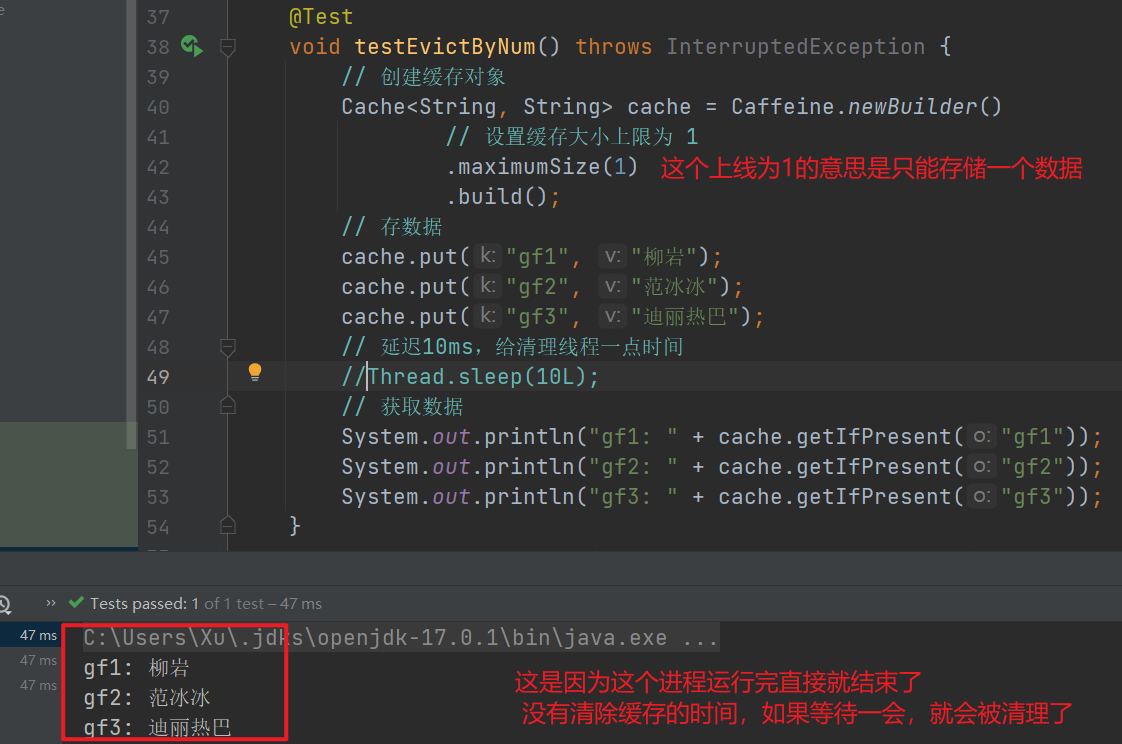 e
37 @Test
38 void testEvictByNum() throws InterruptedException {
39 // 创建缓存对象
40 Cache<String, String> cache = Caffeine.newBuilder()
41 // 设置缓存大小上限为 1
42 .maximumSize(1) 这个上线为1的意思是只能存储一个数据
43 .build();
44 // 存数据
45 cache.put( k: "gf1", v: "柳岩");
46 cache.put( k: "gf2", v: "范冰冰");
47 cache.put( k: "gf3", v: "迪丽热巴");
48 // 延迟10ms，给清理线程一点时间
49 //Thread.sleep(10L);
50 // 获取数据
51 System.out.println("gf1: " + cache.getIfPresent( o: "gf1"));
52 System.out.println("gf2: " + cache.getIfPresent( o: "gf2"));
53 System.out.println("gf3: " + cache.getIfPresent( o: "gf3"));
54 }
» Tests passed: 1 of 1 test – 47 ms
47 ms C:\Users\Xu\.jdks\openjdk-17.0.1\bin\java.exe ...
47 ms gf1: 柳岩
47 ms gf2: 范冰冰
gf3: 迪丽热巴
这是因为这个进程运行完直接就结束了
没有清除缓存的时间，如果等待一会，就会被清理了